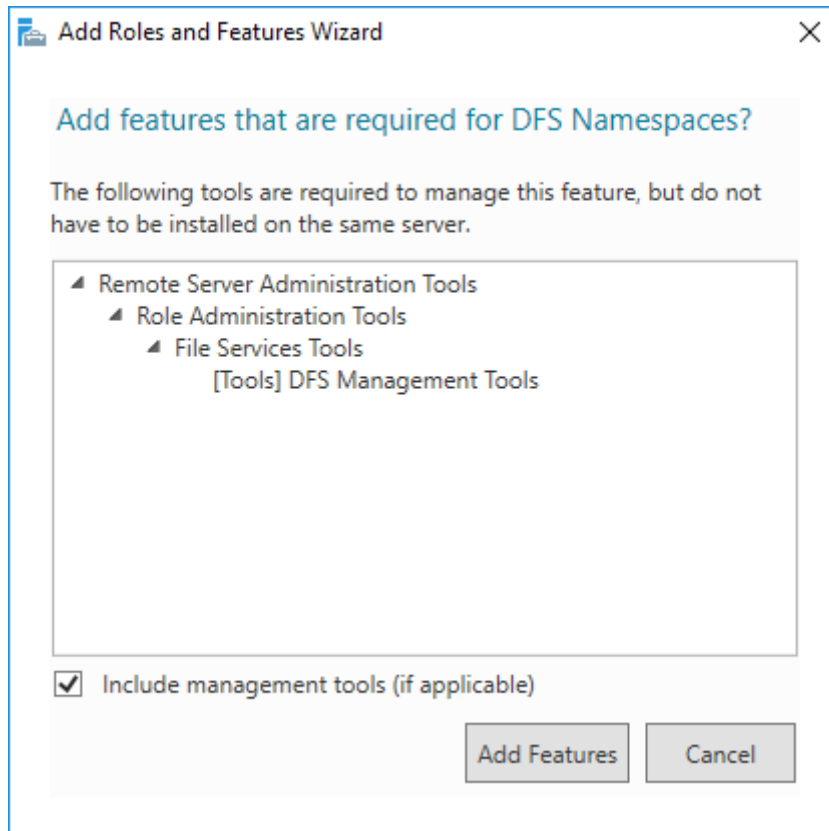 Add Roles and Features Wizard
Add features that are required for DFS Namespaces?
The following tools are required to manage this feature, but do not
have to be installed on the same server.
Remote Server Administration Tools
Role Administration Tools
File Services Tools
[Tools] DFS Management Tools
Include management tools (if applicable)
Add Features
Cancel